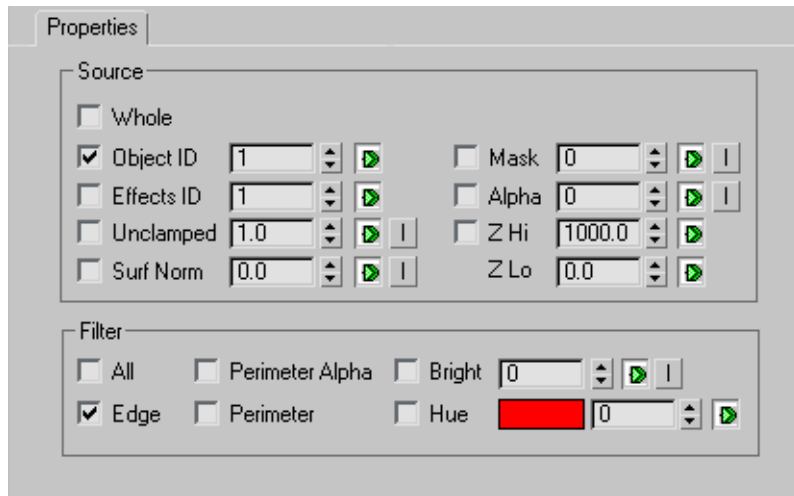 Properties
Source
Whole
Object ID 1 Mask 0 I
Effects ID 1 Alpha 0 I
Unclamped 1.0 I Z Hi 1000.0
Surf Norm 0.0 I Z Lo 0.0
Filter
All Perimeter Alpha Bright 0 I
Edge Perimeter Hue 0